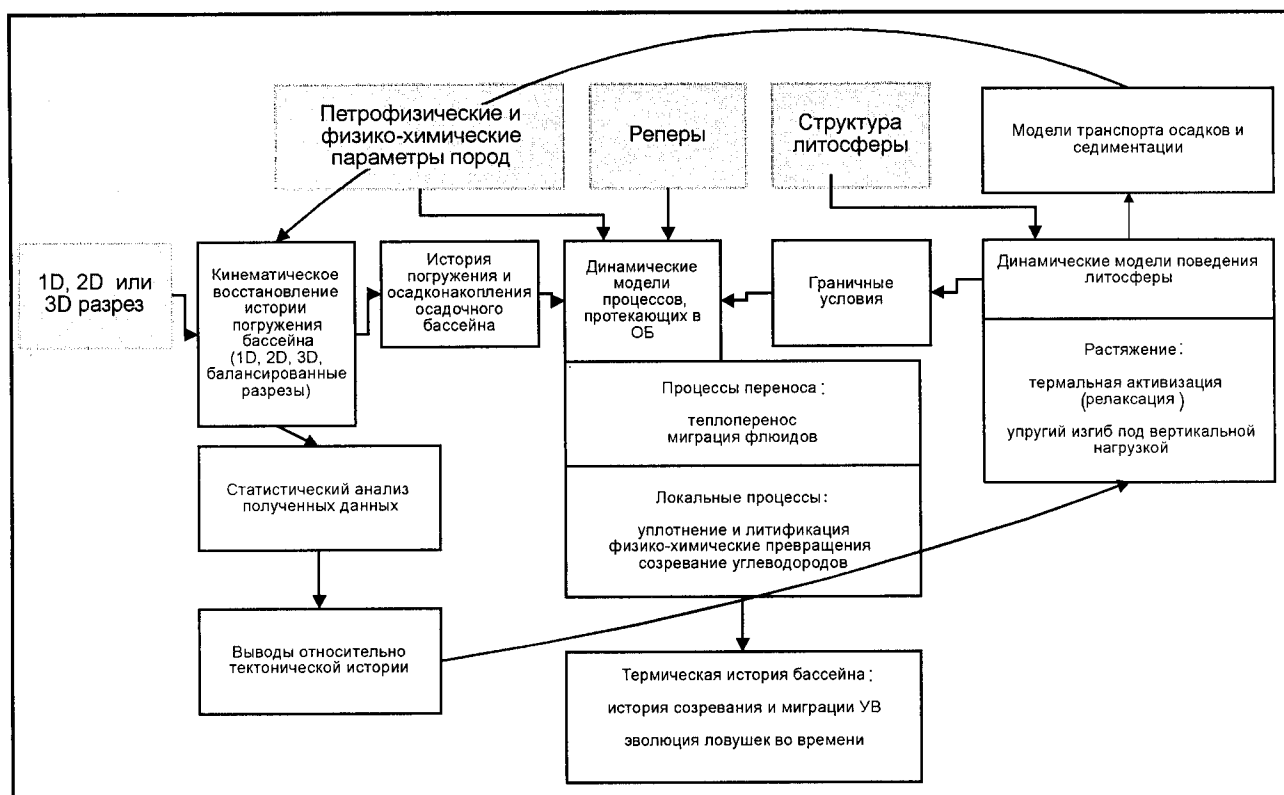 Петрофизические и
физико-химические
параметры пород
Реперы
Структура
литосферы
Модели транспорта осадков и
седиментации
1D, 2D или
3D разрез
Кинематическое
восстановление
истории
погружения
бассейна
(1D, 2D, 3D,
балансированные
разрезы)
История
погружения и
осадконакопления
осадочного
бассейна
Динамические
модели
процессов,
протекающих в
ОБ
Граничные
условия
Динамические модели поведения
литосферы
Растяжение:
термальная активизация
(релаксация)
упругий изгиб под вертикальной
нагрузкой
Процессы переноса:
теплоперенос
миграция флюидов
Статистический анализ
полученных данных
Локальные процессы:
уплотнение и литификация
физико-химические превращения
созревание углеводородов
Выводы относительно
тектонической истории
Термическая история бассейна:
история созревания и миграции УВ
эволюция ловушек во времени